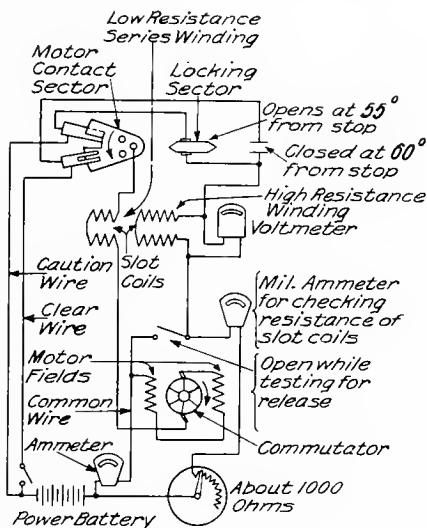 Low Resistance
Series Winding
Motor
Contact
Sector
Locking
Sector
Opens at 55°
from stop
Closed at 60°
from stop
High Resistance
Winding
Voltmeter
Slot
Coils
Caution
Wire
Clear
Wire
Mil. Ammeter
for checking
resistance of
slot coils
Motor
Fields
Open while
testing for
release
Common
Wire
Ammeter
Commutator
About 1000
Ohms
Power Battery